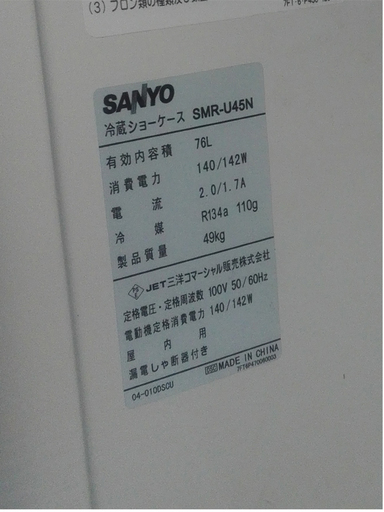 (3) フロン類の種類及び
SANYO
冷蔵ショーケース SMR-U45N
有効内容積 76L
消費電力 140/142W
電流 2.0/1.7A
冷媒 R134a 110g
製品質量 49kg
JET 三洋コマーシャル販売株式会社
定格電圧・定格周波数 100V 50/60Hz
電動機定格消費電力 140/142W
屋内用
漏電しゃ断器付き
MADE IN CHINA
04-010DSCU